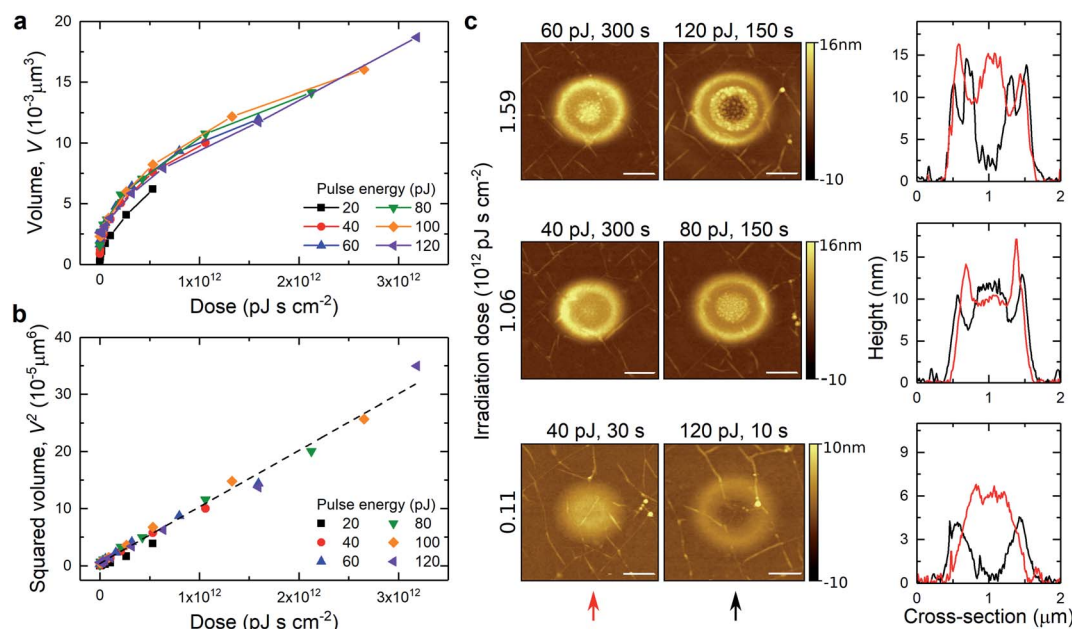 a
20
15
10
5
0
Volume, V (10⁻³μm³)
Pulse energy (pJ)
20 80
40 100
60 120
0 1x10¹² 2x10¹² 3x10¹²
Dose (pJ s cm⁻²)
b
40
30
20
10
0
Squared volume, V² (10⁻⁵μm⁶)
Pulse energy (pJ)
20 80
40 100
60 120
0 1x10¹² 2x10¹² 3x10¹²
Dose (pJ s cm⁻²)
c
Irradiation dose (10¹² pJ s cm⁻²)
60 pJ, 300 s 120 pJ, 150 s
1.59
16nm
-10
40 pJ, 300 s 80 pJ, 150 s
1.06
16nm
-10
40 pJ, 30 s 120 pJ, 10 s
0.11
10nm
-10
Height (nm)
15
10
5
0
0 1 2
15
10
5
0
0 1 2
9
6
3
0
0 1 2
Cross-section (μm)